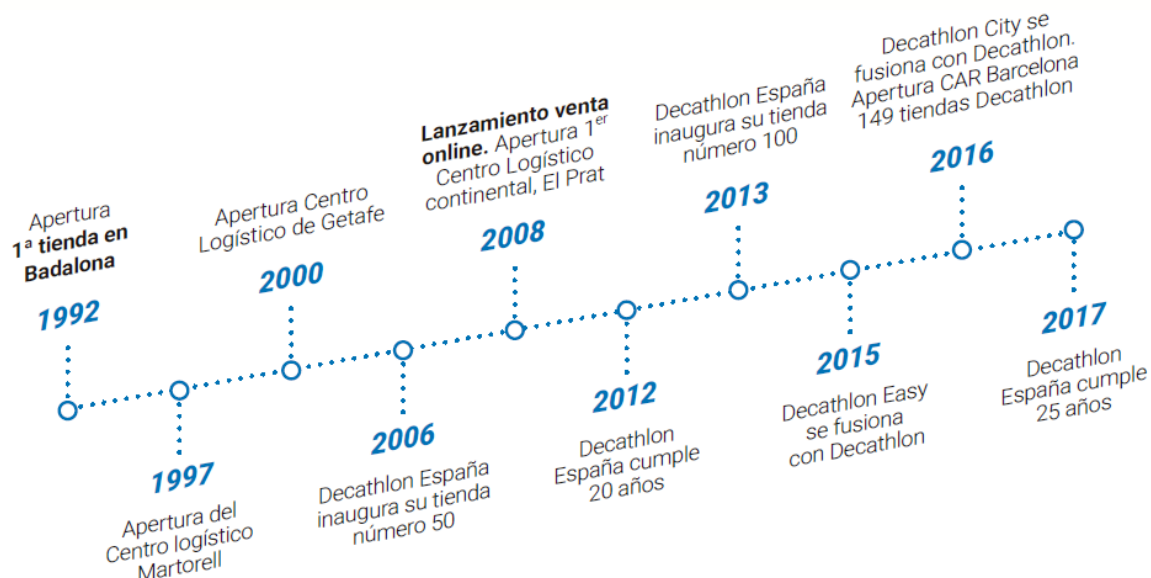 Apertura
1ª tienda en
Badalona
1992
1997
Apertura del
Centro logístico
Martorell
Apertura Centro
Logístico de Getafe
2000
2006
Decathlon España
inaugura su tienda
número 50
Lanzamiento venta
online. Apertura 1er
Centro Logístico
continental, El Prat
2008
2012
Decathlon
España cumple
20 años
Decathlon España
inaugura su tienda
número 100
2013
2015
Decathlon Easy
se fusiona
con Decathlon
Decathlon City se
fusiona con Decathlon.
Apertura CAR Barcelona
149 tiendas Decathlon
2016
2017
Decathlon
España cumple
25 años